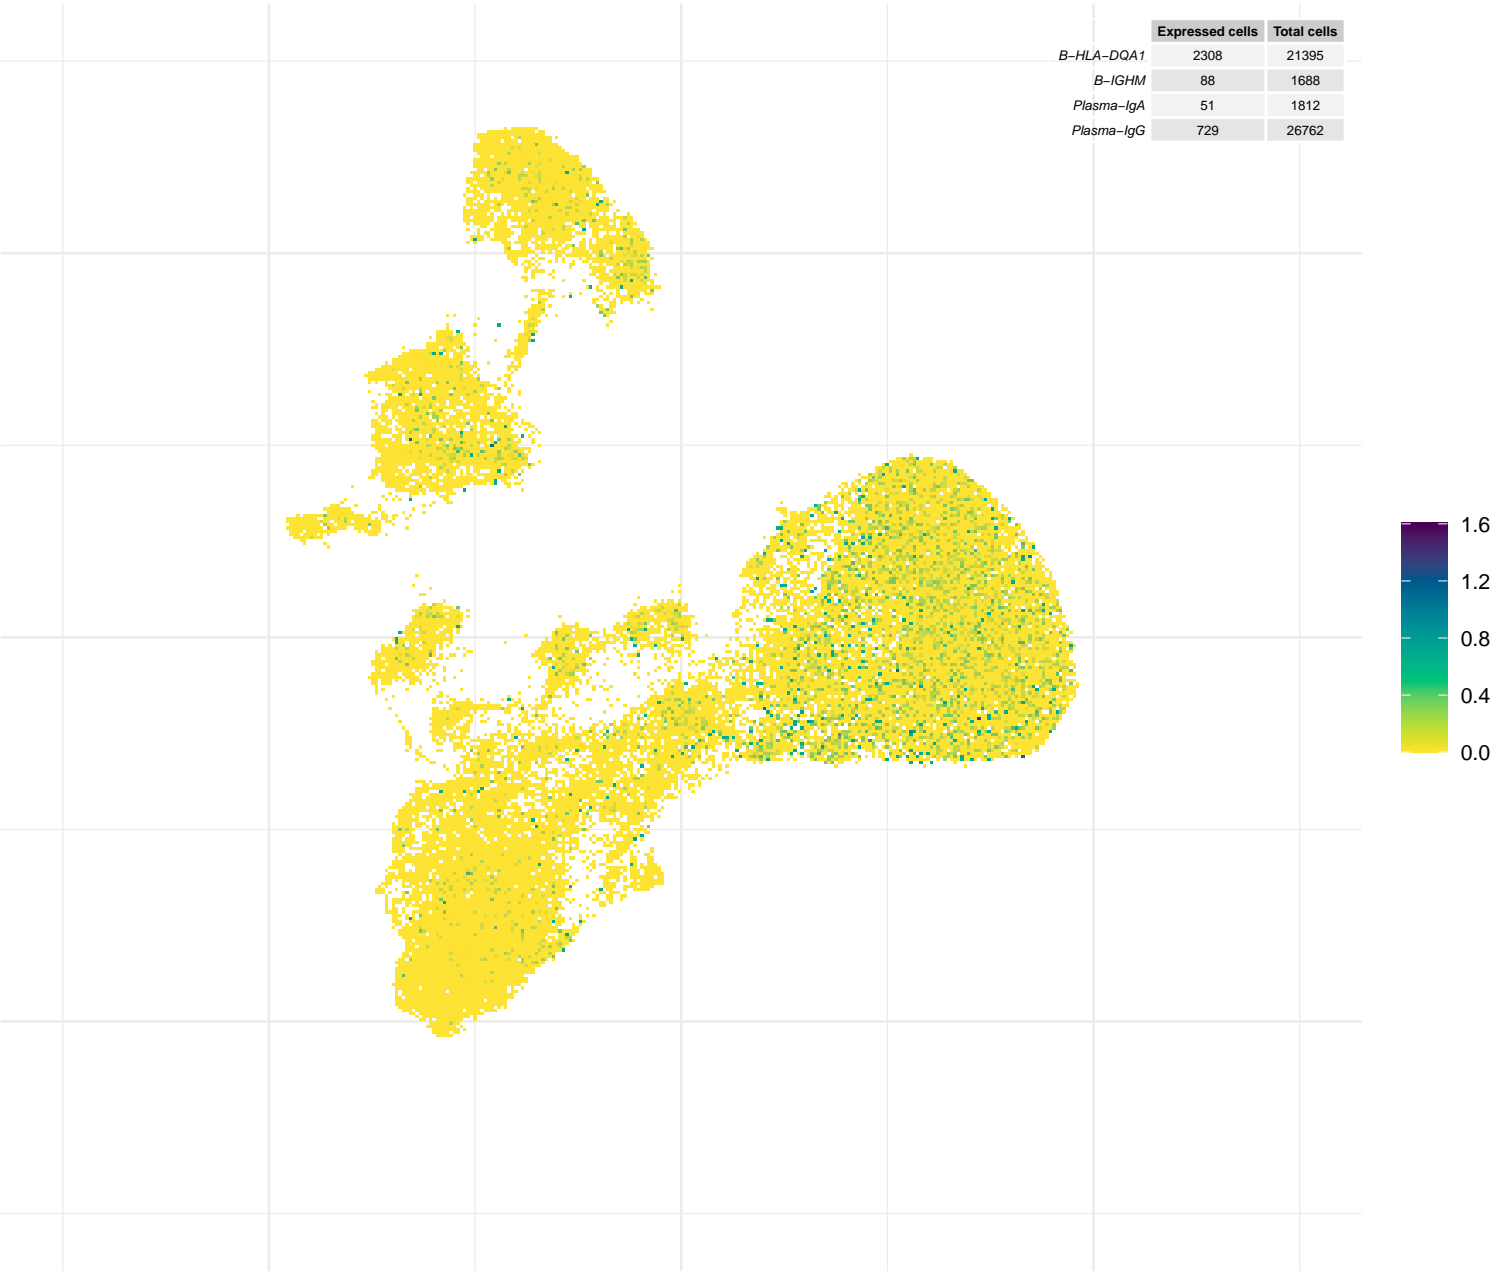 Expressed cells Total cells
B−HLA−DQA1 2308 21395
B−IGHM 88 1688
Plasma−IgA 51 1812
Plasma−IgG 729 26762
1.6
1.2
0.8
0.4
0.0